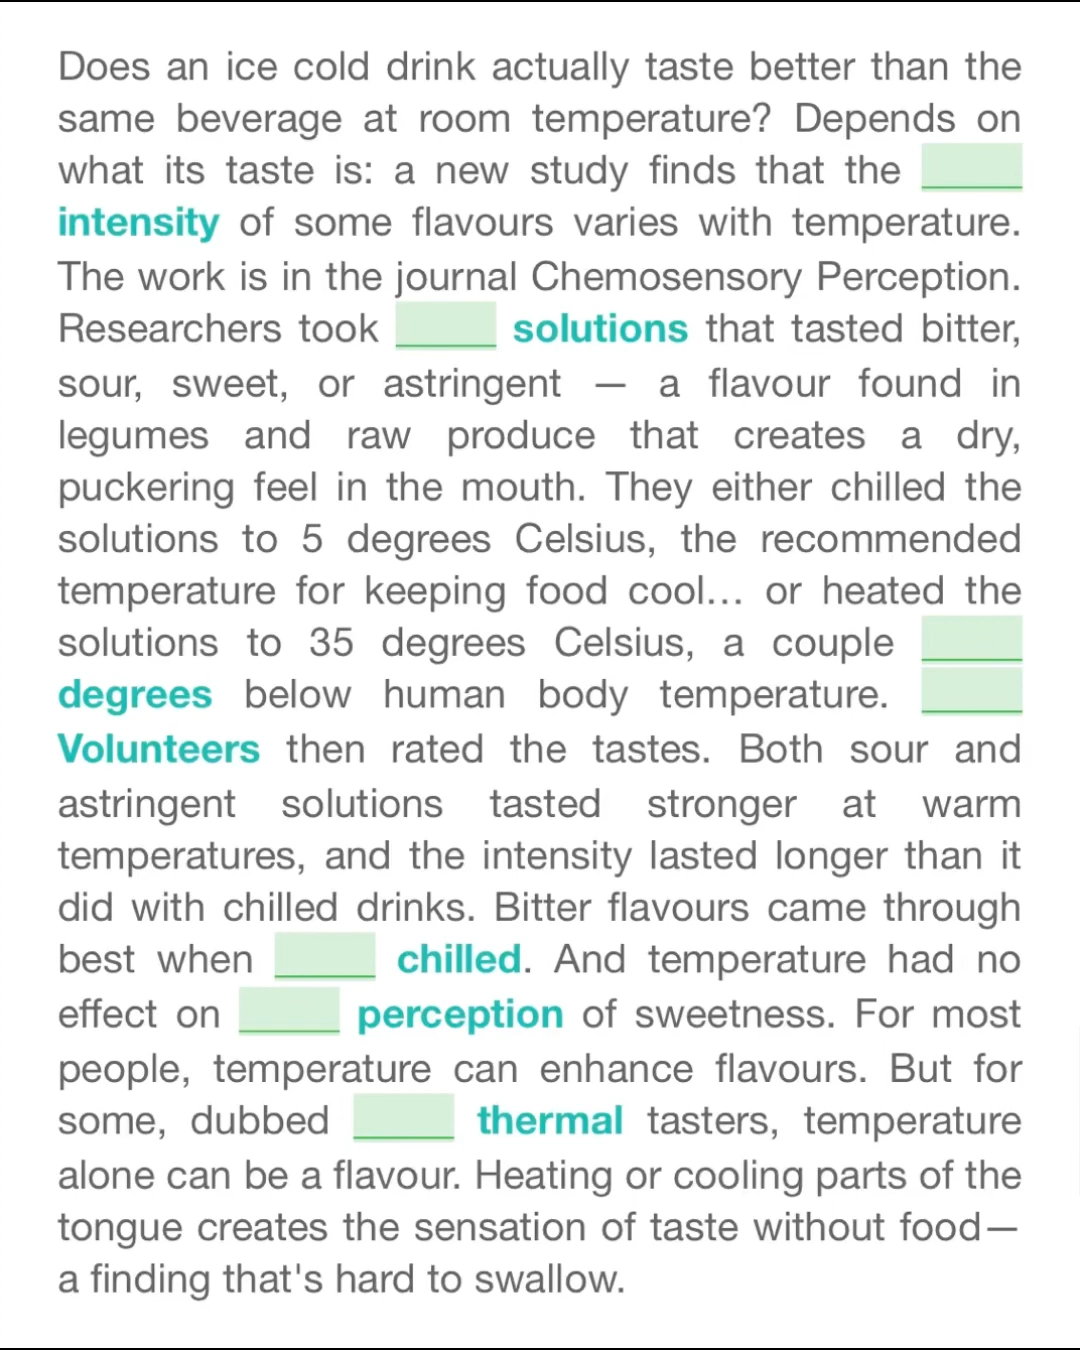 Does an ice cold drink actually taste better than the
same beverage at room temperature? Depends on
what its taste is: a new study finds that the ____
intensity of some flavours varies with temperature.
The work is in the journal Chemosensory Perception.
Researchers took ____ solutions that tasted bitter,
sour, sweet, or astringent — a flavour found in
legumes and raw produce that creates a dry,
puckering feel in the mouth. They either chilled the
solutions to 5 degrees Celsius, the recommended
temperature for keeping food cool... or heated the
solutions to 35 degrees Celsius, a couple ____
degrees below human body temperature. ____
Volunteers then rated the tastes. Both sour and
astringent solutions tasted stronger at warm
temperatures, and the intensity lasted longer than it
did with chilled drinks. Bitter flavours came through
best when ____ chilled. And temperature had no
effect on ____ perception of sweetness. For most
people, temperature can enhance flavours. But for
some, dubbed ____ thermal tasters, temperature
alone can be a flavour. Heating or cooling parts of the
tongue creates the sensation of taste without food—
a finding that's hard to swallow.